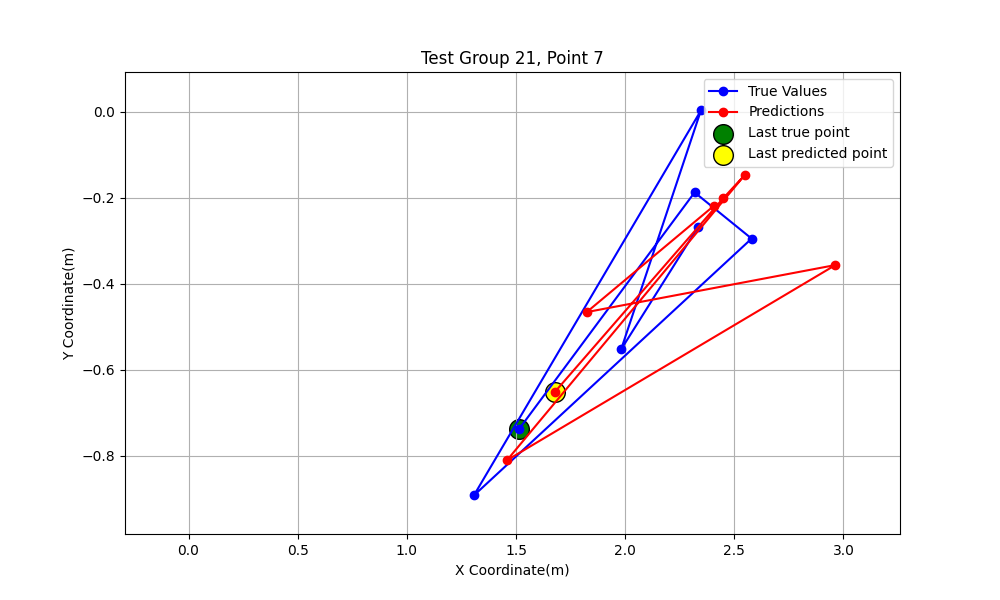 Test Group 21, Point 7
True Values
Predictions
Last true point
Last predicted point
0.0
−0.2
−0.4
−0.6
−0.8
Y Coordinate(m)
0.0 0.5 1.0 1.5 2.0 2.5 3.0
X Coordinate(m)